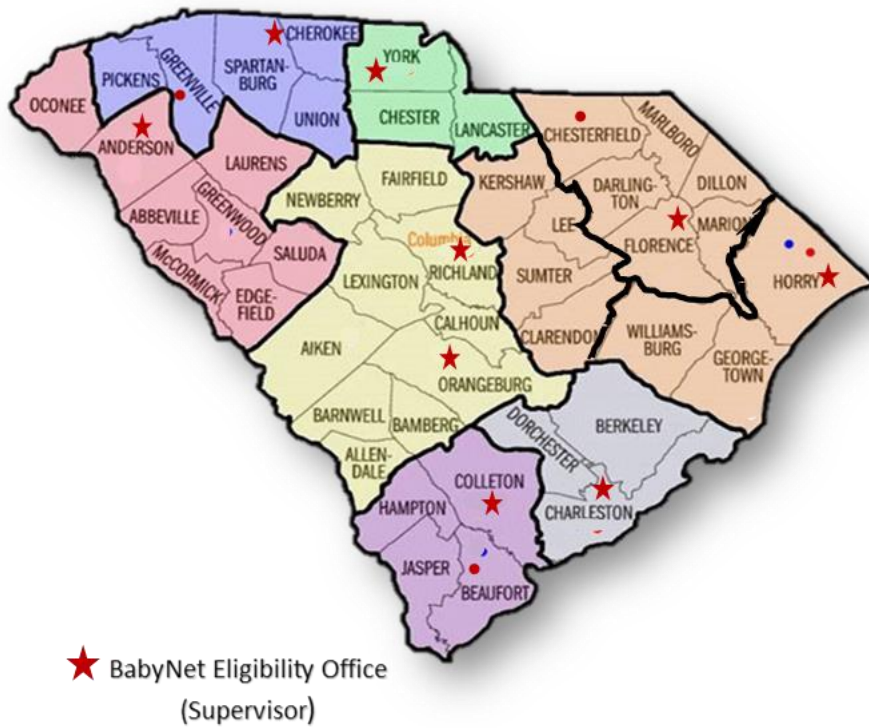 CHEROKEE
YORK
GREENVILLE
SPARTAN-
BURG
PICKENS
OCONEE
UNION
CHESTER
LANCASTER
MARLBORO
CHESTERFIELD
ANDERSON
LAURENS
FAIRFIELD
KERSHAW
DARLING-
TON
DILLON
NEWBERRY
ABBEVILLE
GREENWOOD
LEE
MARION
FLORENCE
Columbia
SALUDA
RICHLAND
LEXINGTON
SUMTER
HORRY
McCORMICK
EDGE-
FIELD
CALHOUN
CLARENDON
WILLIAMS-
BURG
AIKEN
GEORGE-
TOWN
ORANGEBURG
BARNWELL
BAMBERG
DORCHESTER
BERKELEY
ALLEN-
DALE
COLLETON
HAMPTON
CHARLESTON
JASPER
BEAUFORT
BabyNet Eligibility Office
(Supervisor)